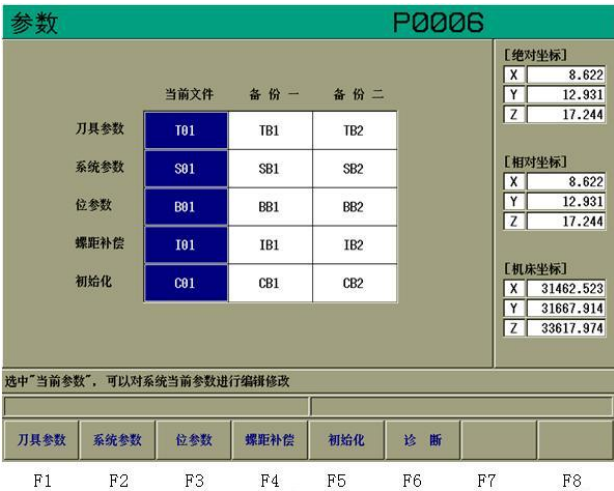 参数 P0006
当前文件 备份一 备份二
刀具参数 T01 TB1 TB2
系统参数 S01 SB1 SB2
位参数 B01 BB1 BB2
螺距补偿 I01 IB1 IB2
初始化 C01 CB1 CB2
[绝对坐标]
X 8.622
Y 12.931
Z 17.244
[相对坐标]
X 8.622
Y 12.931
Z 17.244
[机床坐标]
X 31462.523
Y 31667.914
Z 33617.974
选中"当前参数"，可以对系统当前参数进行编辑修改
刀具参数 系统参数 位参数 螺距补偿 初始化 诊断
F1 F2 F3 F4 F5 F6 F7 F8